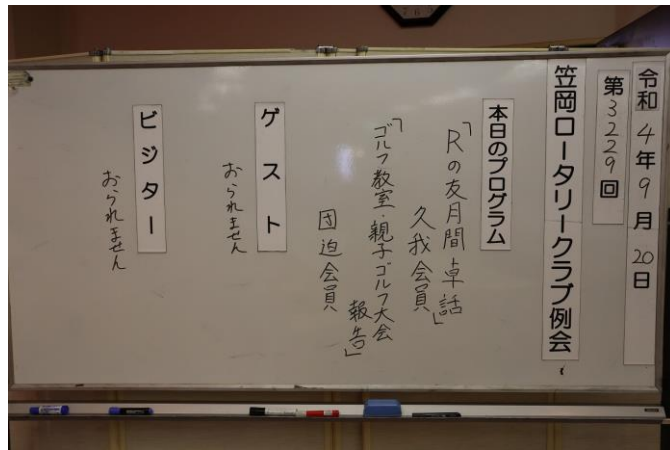 令和4年9月20日
第3229回
笠岡ロータリークラブ例会
本日のプログラム
「Rの友月間卓話」
久我会員
「ゴルフ教室・親子ゴルフ大会
報告」
団迫会員
ゲスト
おられません
ビジター
おられません